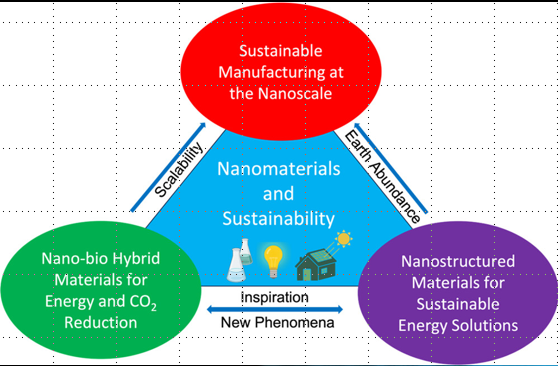 Sustainable
Manufacturing at
the Nanoscale
Scalability
Earth Abundance
Nanomaterials
and
Sustainability
Nano-bio Hybrid
Materials for
Energy and CO₂
Reduction
Nanostructured
Materials for
Sustainable
Energy Solutions
Inspiration
New Phenomena